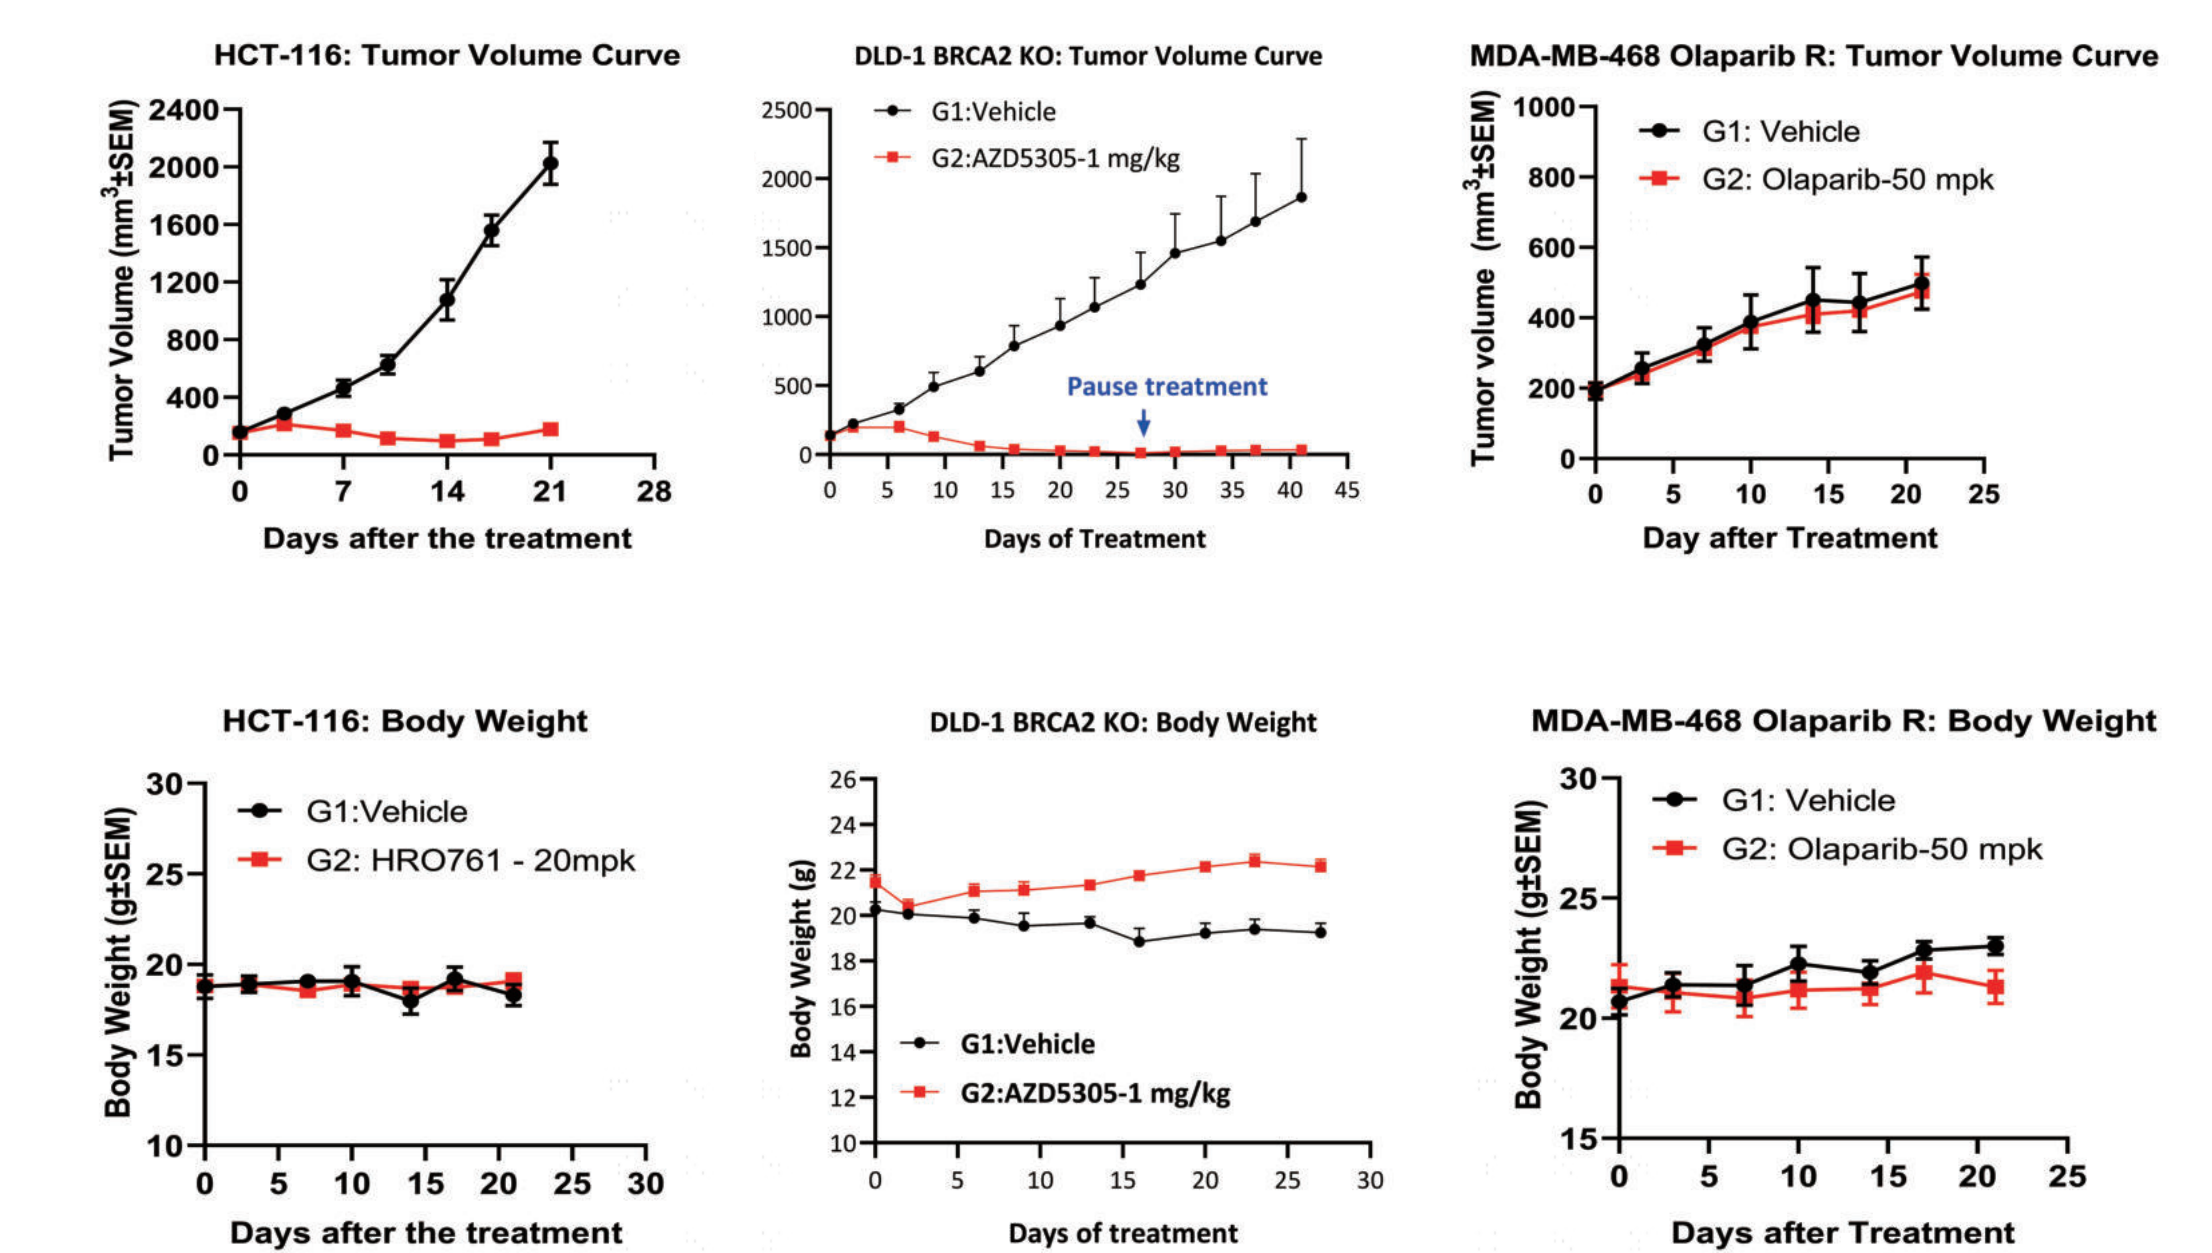 HCT-116: Tumor Volume Curve
Tumor Volume (mm³±SEM)
2400
2000
1600
1200
800
400
0
0 7 14 21 28
Days after the treatment
DLD-1 BRCA2 KO: Tumor Volume Curve
G1:Vehicle
G2:AZD5305-1 mg/kg
2500
2000
1500
1000
500
0
Pause treatment
0 5 10 15 20 25 30 35 40 45
Days of Treatment
MDA-MB-468 Olaparib R: Tumor Volume Curve
Tumor volume (mm³±SEM)
G1: Vehicle
G2: Olaparib-50 mpk
1000
800
600
400
200
0
0 5 10 15 20 25
Day after Treatment
HCT-116: Body Weight
Body Weight (g±SEM)
G1:Vehicle
G2: HRO761 - 20mpk
30
25
20
15
10
0 5 10 15 20 25 30
Days after the treatment
DLD-1 BRCA2 KO: Body Weight
Body Weight (g)
26
24
22
20
18
16
14
12
10
G1:Vehicle
G2:AZD5305-1 mg/kg
0 5 10 15 20 25 30
Days of treatment
MDA-MB-468 Olaparib R: Body Weight
Body Weight (g±SEM)
G1: Vehicle
G2: Olaparib-50 mpk
30
25
20
15
0 5 10 15 20 25
Days after Treatment